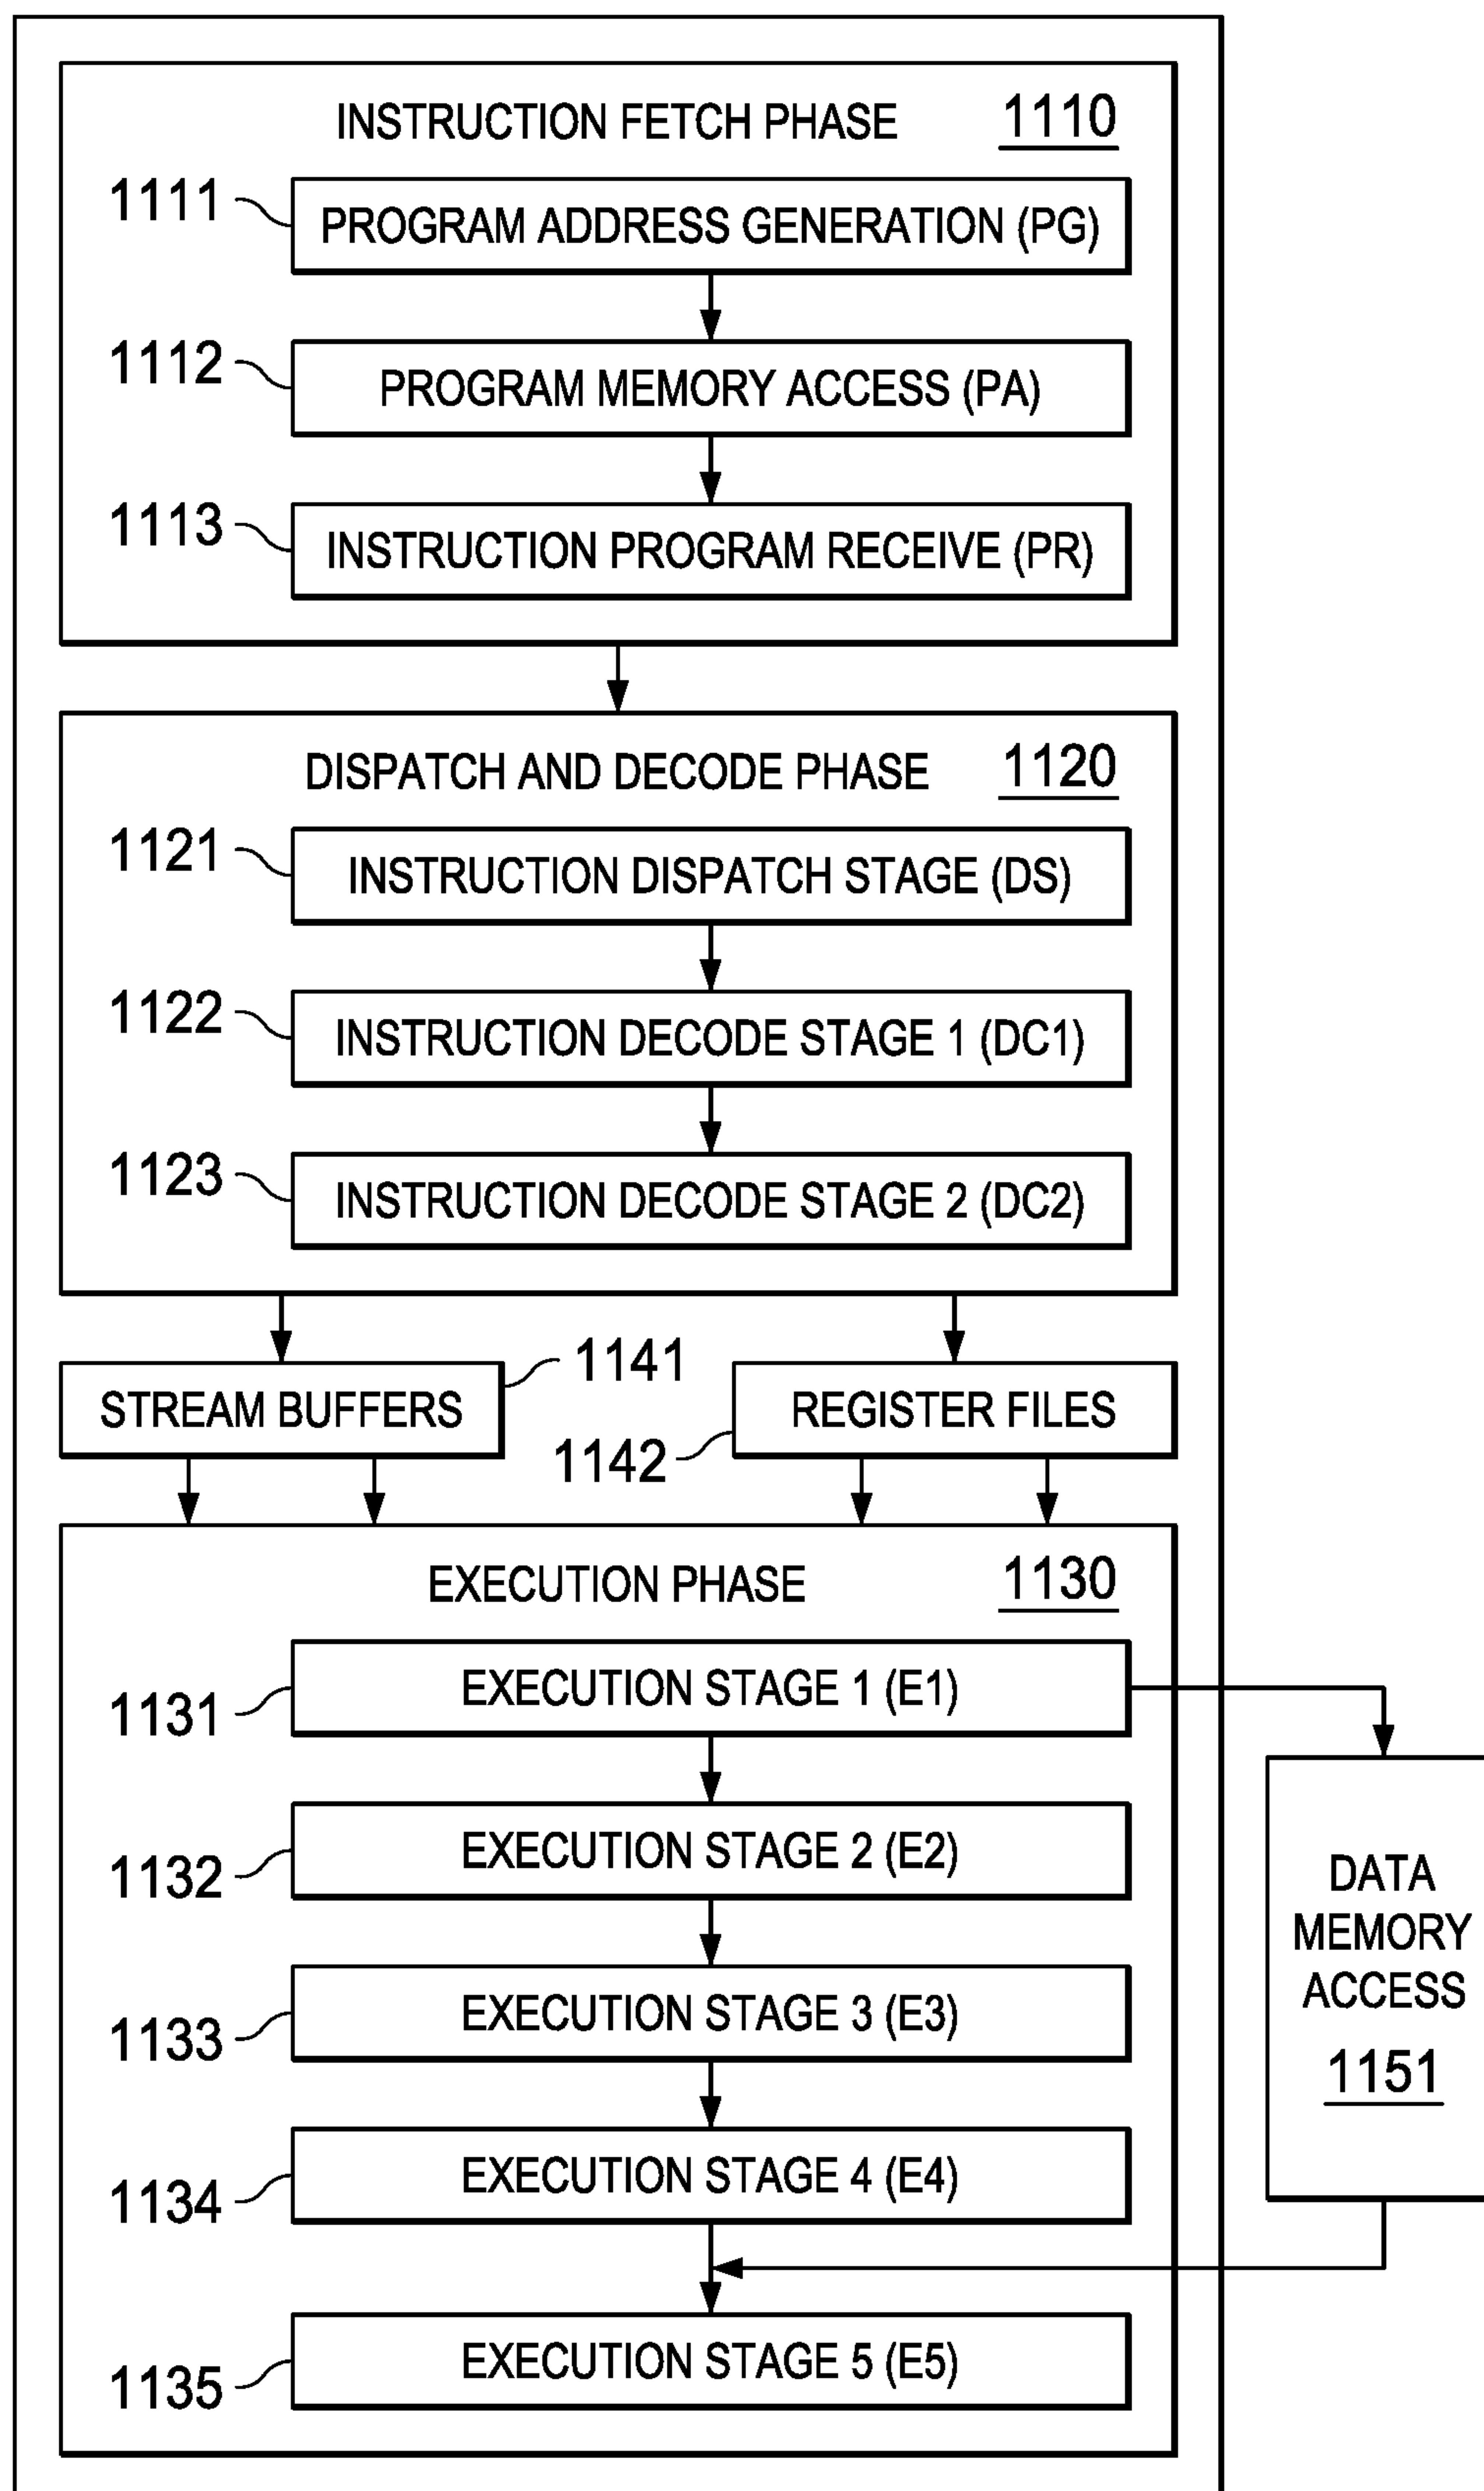 INSTRUCTION FETCH PHASE 1110
1111
PROGRAM ADDRESS GENERATION (PG)
1112
PROGRAM MEMORY ACCESS (PA)
1113
INSTRUCTION PROGRAM RECEIVE (PR)
DISPATCH AND DECODE PHASE 1120
1121
INSTRUCTION DISPATCH STAGE (DS)
1122
INSTRUCTION DECODE STAGE 1 (DC1)
1123
INSTRUCTION DECODE STAGE 2 (DC2)
STREAM BUFFERS
1141
1142
REGISTER FILES
EXECUTION PHASE 1130
1131
EXECUTION STAGE 1 (E1)
1132
EXECUTION STAGE 2 (E2)
1133
EXECUTION STAGE 3 (E3)
1134
EXECUTION STAGE 4 (E4)
1135
EXECUTION STAGE 5 (E5)
DATA
MEMORY
ACCESS
1151